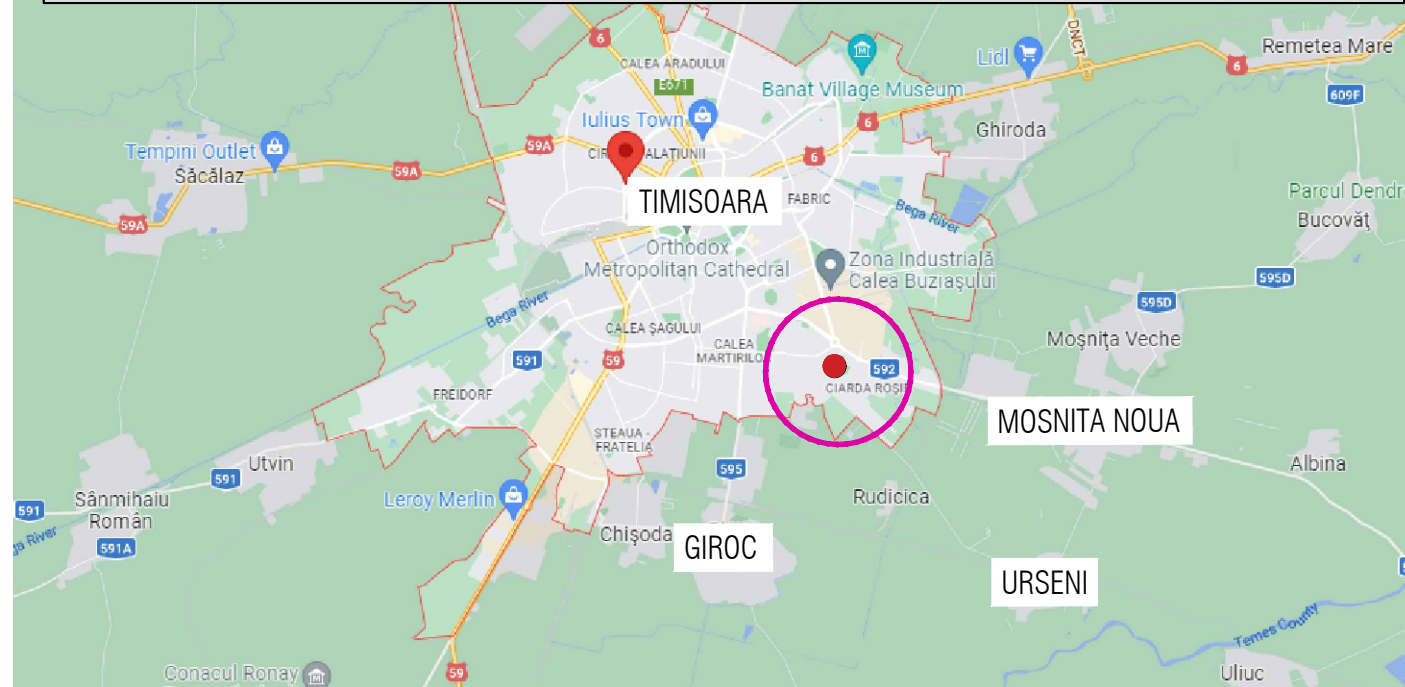 6
CALEA ARADULUI
E671
Banat Village Museum
Lidl
DNCT
6
Remetea Mare
609F
Iulius Town
6
Ghiroda
Tempini Outlet
Săcălaz
59A
59A
6
59A
TIMISOARA
FABRIC
Bega River
Parcul Dendr
Bucovăţ
Orthodox
Metropolitan Cathedral
Zona Industrială
Calea Buziaşului
595D
595D
Bega River
CALEA ŞAGULUI
CALEA
591
59
592
Moşniţa Veche
FREIDORF
CIARDA
MOSNITA NOUA
STEAUA -
FRATELIA
595
Utvin
591
Albina
Sânmihaiu
Român
591
Leroy Merlin
Rudicica
River
591A
Chişoda
GIROC
URSENI
Temes County
Conacul Ronay
59
Uliuc